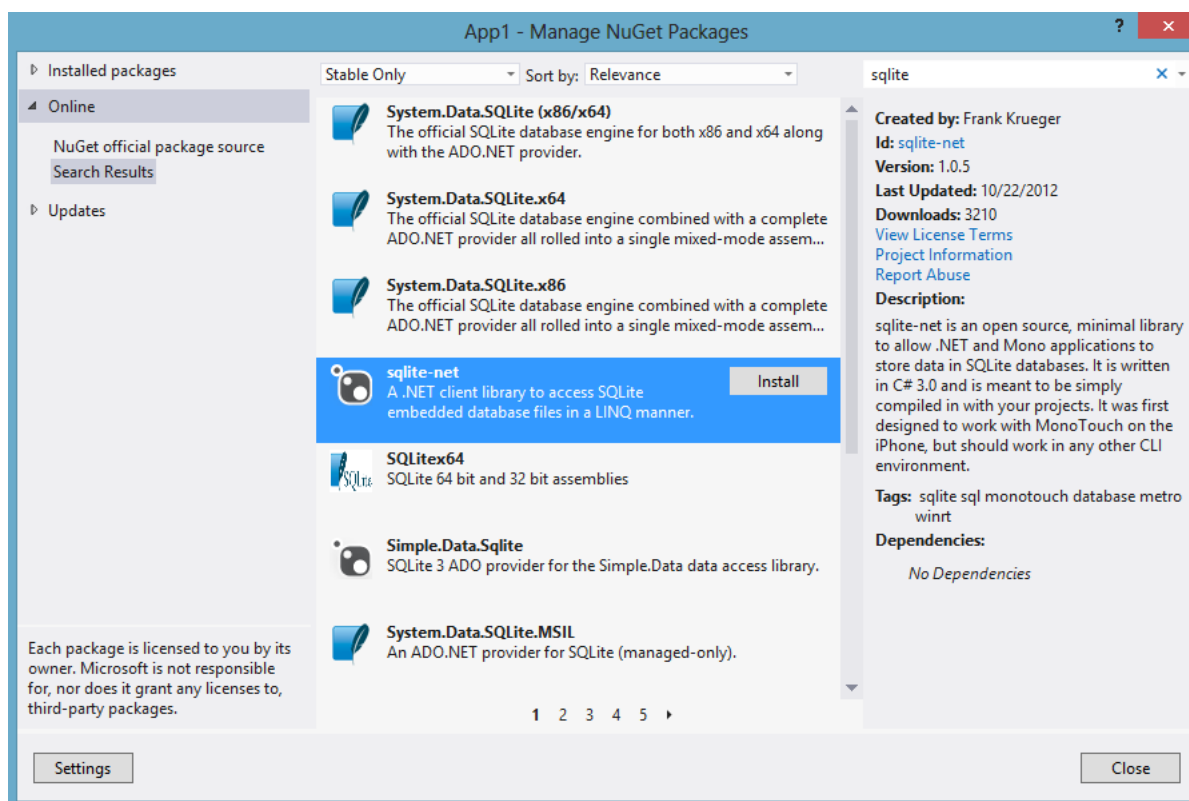 App1 - Manage NuGet Packages
?
×
Installed packages
Online
NuGet official package source
Search Results
Updates
Each package is licensed to you by its
owner. Microsoft is not responsible
for, nor does it grant any licenses to,
third-party packages.
Stable Only
Sort by: Relevance
System.Data.SQLite (x86/x64)
The official SQLite database engine for both x86 and x64 along
with the ADO.NET provider.
System.Data.SQLite.x64
The official SQLite database engine combined with a complete
ADO.NET provider all rolled into a single mixed-mode assem...
System.Data.SQLite.x86
The official SQLite database engine combined with a complete
ADO.NET provider all rolled into a single mixed-mode assem...
sqlite-net
A .NET client library to access SQLite
embedded database files in a LINQ manner.
Install
SQLite
SQLitex64
SQLite 64 bit and 32 bit assemblies
Simple.Data.Sqlite
SQLite 3 ADO provider for the Simple.Data data access library.
System.Data.SQLite.MSIL
An ADO.NET provider for SQLite (managed-only).
1 2 3 4 5
sqlite
Created by: Frank Krueger
Id: sqlite-net
Version: 1.0.5
Last Updated: 10/22/2012
Downloads: 3210
View License Terms
Project Information
Report Abuse
Description:
sqlite-net is an open source, minimal library
to allow .NET and Mono applications to
store data in SQLite databases. It is written
in C# 3.0 and is meant to be simply
compiled in with your projects. It was first
designed to work with MonoTouch on the
iPhone, but should work in any other CLI
environment.
Tags: sqlite sql monotouch database metro
winrt
Dependencies:
No Dependencies
Settings
Close